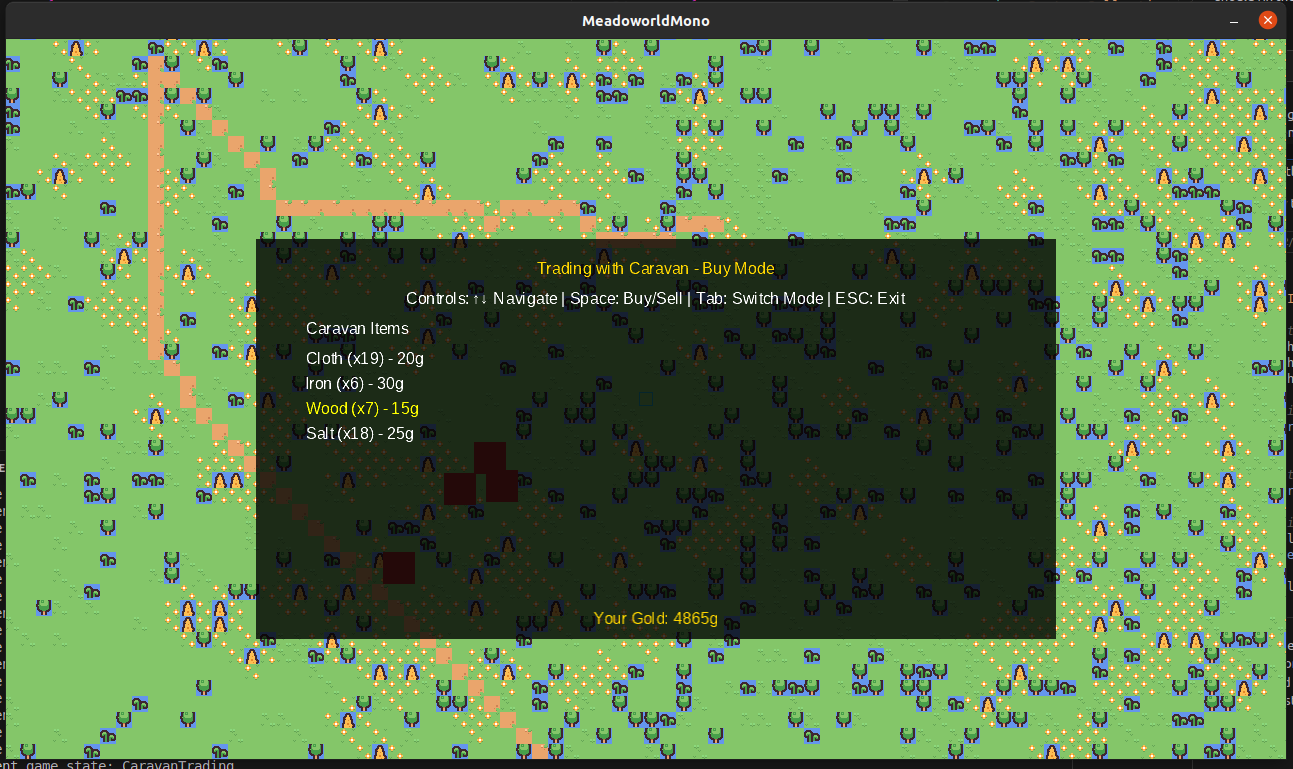 MeadoworldMono
Trading with Caravan - Buy Mode
Controls: ↑↓ Navigate | Space: Buy/Sell | Tab: Switch Mode | ESC: Exit
Caravan Items
Cloth (x19) - 20g
Iron (x6) - 30g
Wood (x7) - 15g
Salt (x18) - 25g
Your Gold: 4865g
ent game state: CaravanTrading